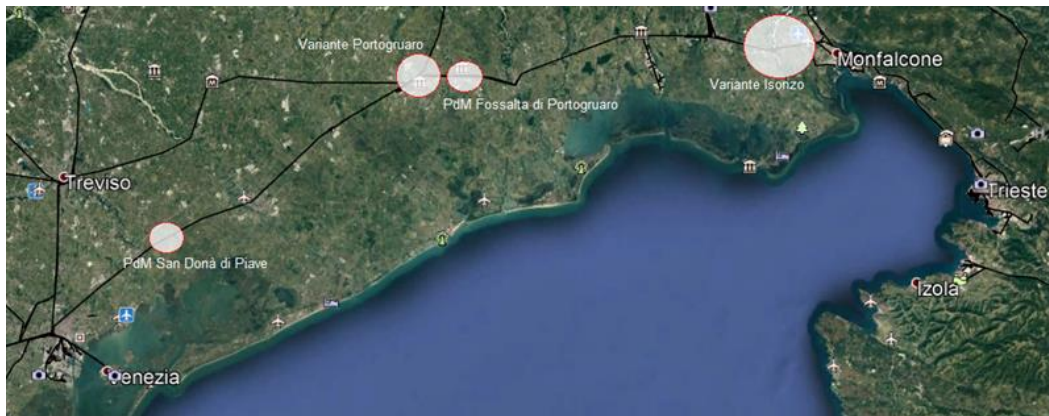 Variante Portogruaro
Monfalcone
Variante Isonzo
PdM Fossalta di Portogruaro
Treviso
Trieste
PdM San Donà di Piave
Izola
Venezia